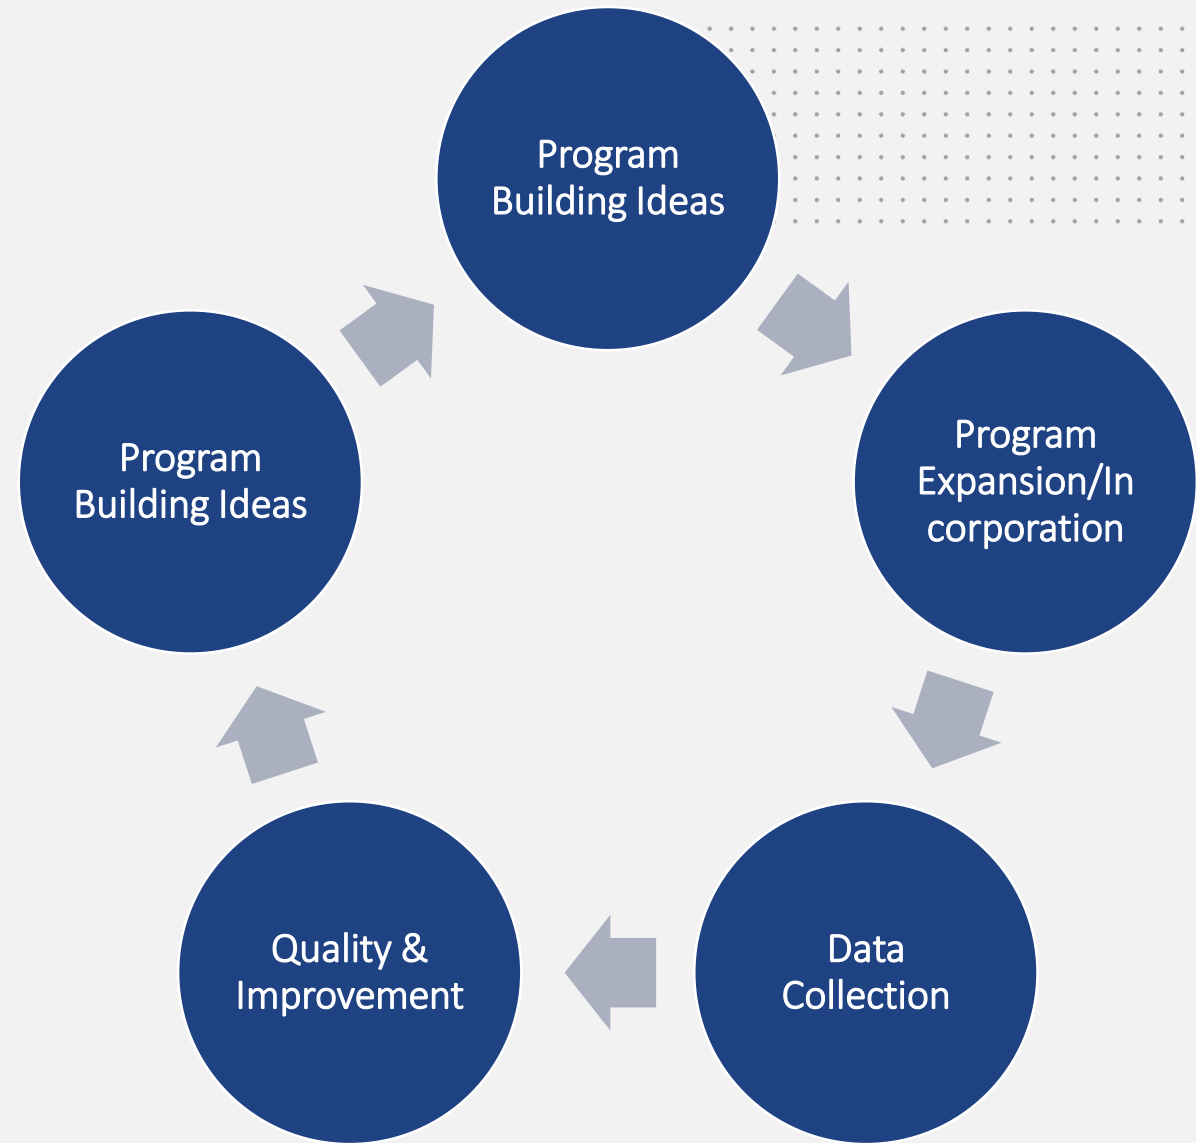 Program
Building Ideas
Program
Expansion/In
corporation
Data
Collection
Quality &
Improvement
Program
Building Ideas